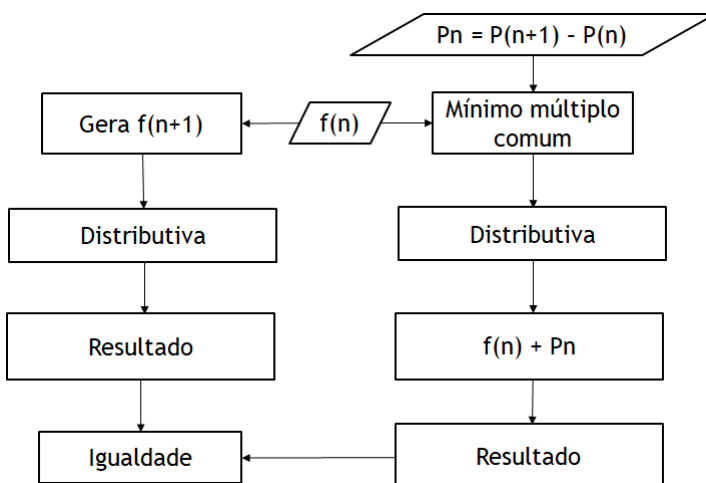 Pn = P(n+1) - P(n)
Gera f(n+1)
f(n)
Mínimo múltiplo
comum
Distributiva
Distributiva
Resultado
f(n) + Pn
Igualdade
Resultado